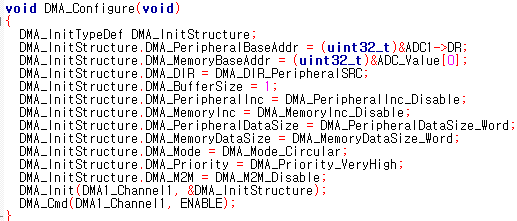 void DMA_Configure(void)
{
DMA_InitTypeDef DMA_InitStructure;
DMA_InitStructure.DMA_PeripheralBaseAddr = (uint32_t)&ADC1->DR;
DMA_InitStructure.DMA_MemoryBaseAddr = (uint32_t)&ADC_Value[0];
DMA_InitStructure.DMA_DIR = DMA_DIR_PeripheralSRC;
DMA_InitStructure.DMA_BufferSize = 1;
DMA_InitStructure.DMA_PeripheralInc = DMA_PeripheralInc_Disable;
DMA_InitStructure.DMA_MemoryInc = DMA_MemoryInc_Disable;
DMA_InitStructure.DMA_PeripheralDataSize = DMA_PeripheralDataSize_Word;
DMA_InitStructure.DMA_MemoryDataSize = DMA_MemoryDataSize_Word;
DMA_InitStructure.DMA_Mode = DMA_Mode_Circular;
DMA_InitStructure.DMA_Priority = DMA_Priority_VeryHigh;
DMA_InitStructure.DMA_M2M = DMA_M2M_Disable;
DMA_Init(DMA1_Channel1, &DMA_InitStructure);
DMA_Cmd(DMA1_Channel1, ENABLE);
}